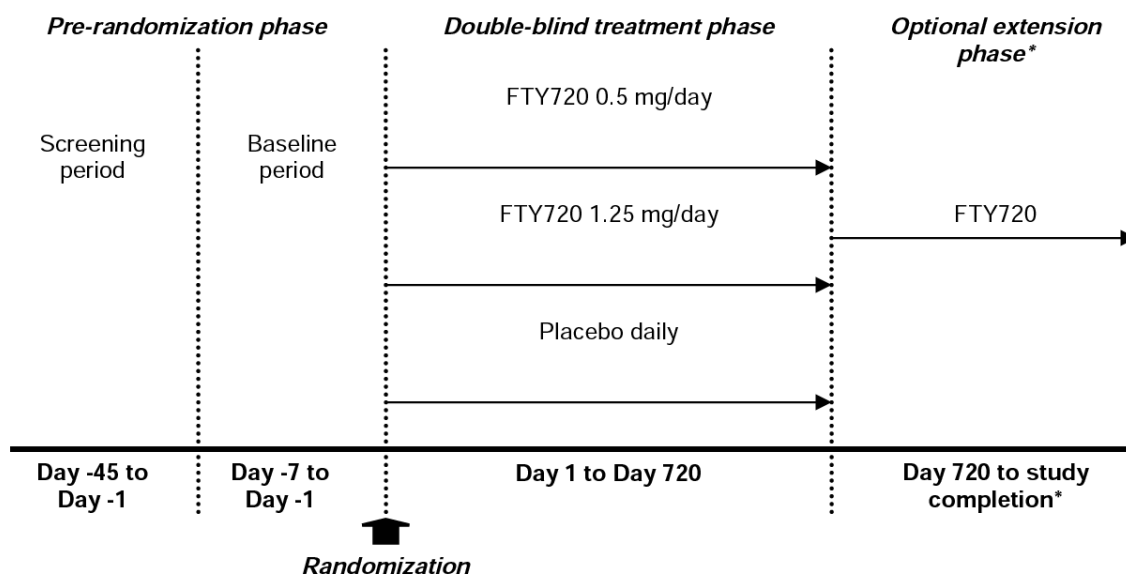 Pre-randomization phase
Double-blind treatment phase
Optional extension
phase*
Screening
period
Baseline
period
FTY720 0.5 mg/day
FTY720 1.25 mg/day
Placebo daily
FTY720
Day -45 to
Day -1
Day -7 to
Day -1
Day 1 to Day 720
Day 720 to study
completion*
Randomization